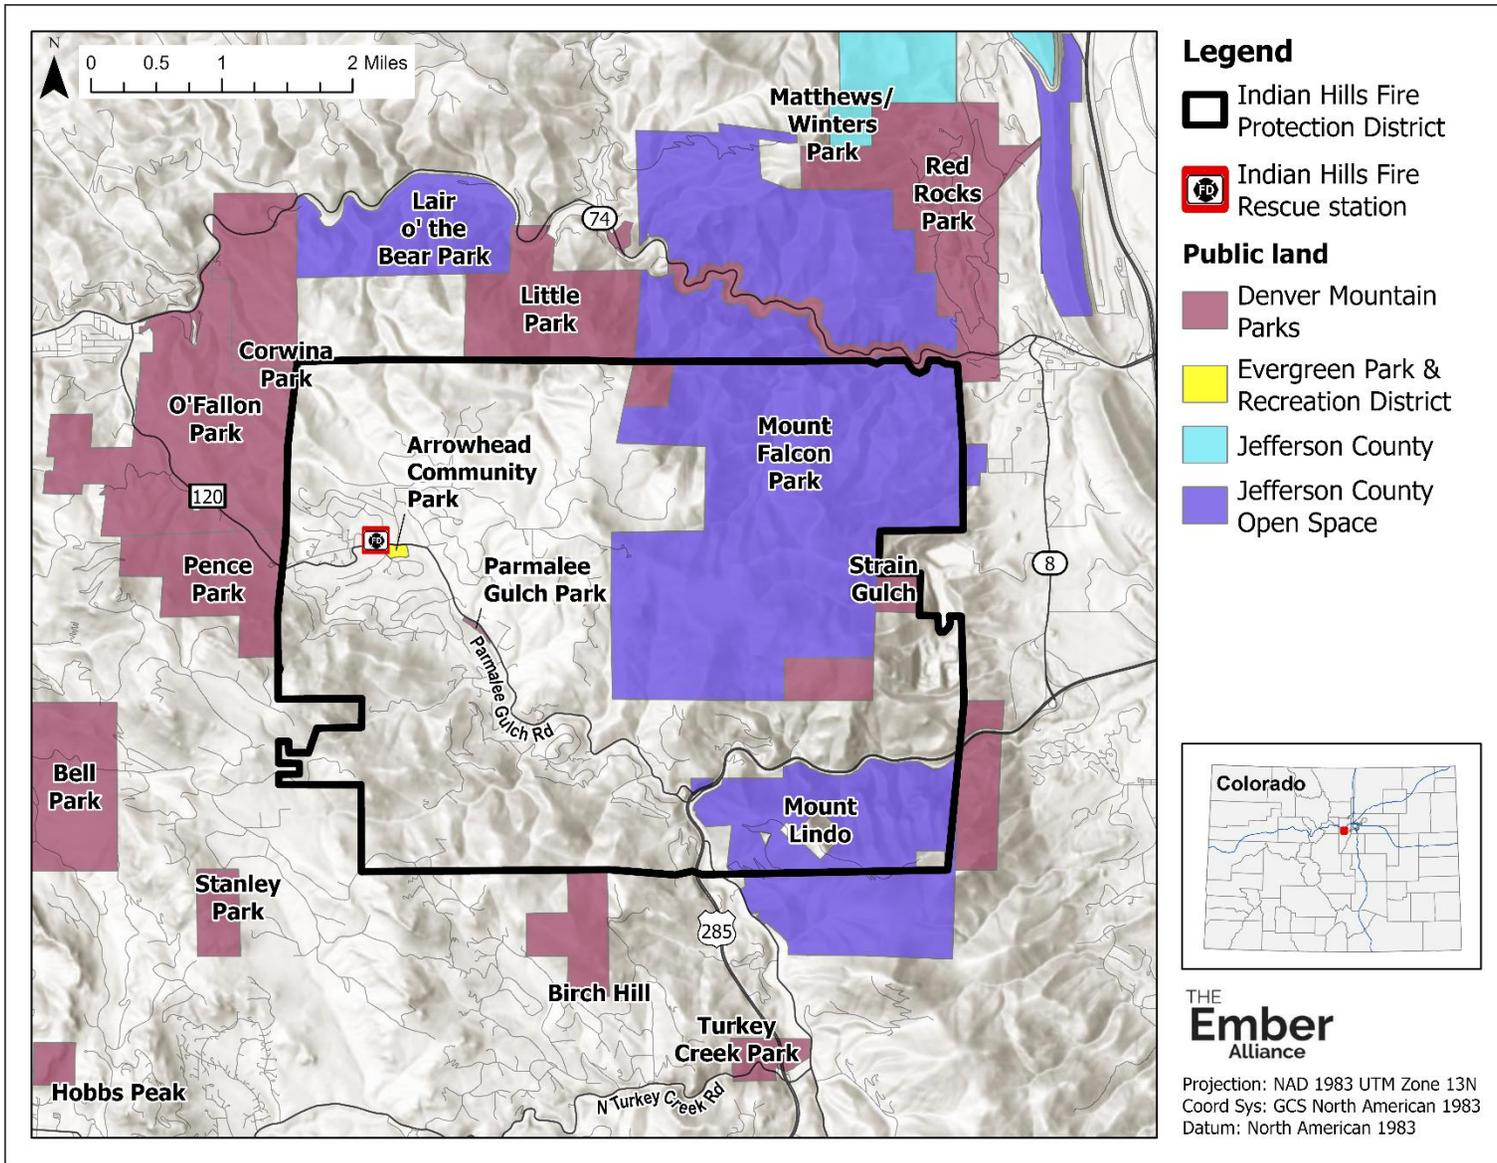 N
0 0.5 1 2 Miles
Matthews/
Winters
Park
Red
Rocks
Park
Lair
o' the
Bear Park
74
Little
Park
Corwina
Park
O'Fallon
Park
Mount
Falcon
Park
Arrowhead
Community
Park
120
FD
Parmalee
Gulch Park
Strain
Gulch
8
Pence
Park
Parmalee Gulch Rd
Bell
Park
Mount
Lindo
Stanley
Park
285
Birch Hill
Turkey
Creek Park
Hobbs Peak
N Turkey Creek Rd
Legend
Indian Hills Fire
Protection District
FD
Indian Hills Fire
Rescue station
Public land
Denver Mountain
Parks
Evergreen Park &
Recreation District
Jefferson County
Jefferson County
Open Space
Colorado
THE
Ember
Alliance
Projection: NAD 1983 UTM Zone 13N
Coord Sys: GCS North American 1983
Datum: North American 1983